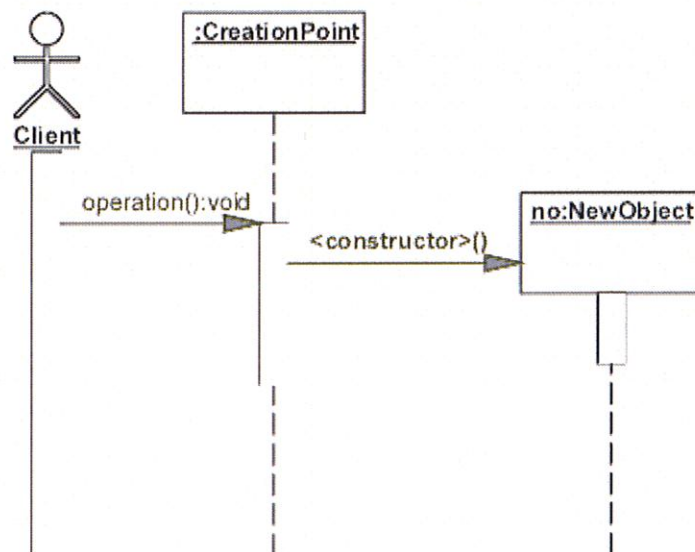 :CreationPoint
Client
operation():void
no:NewObject
<constructor>()